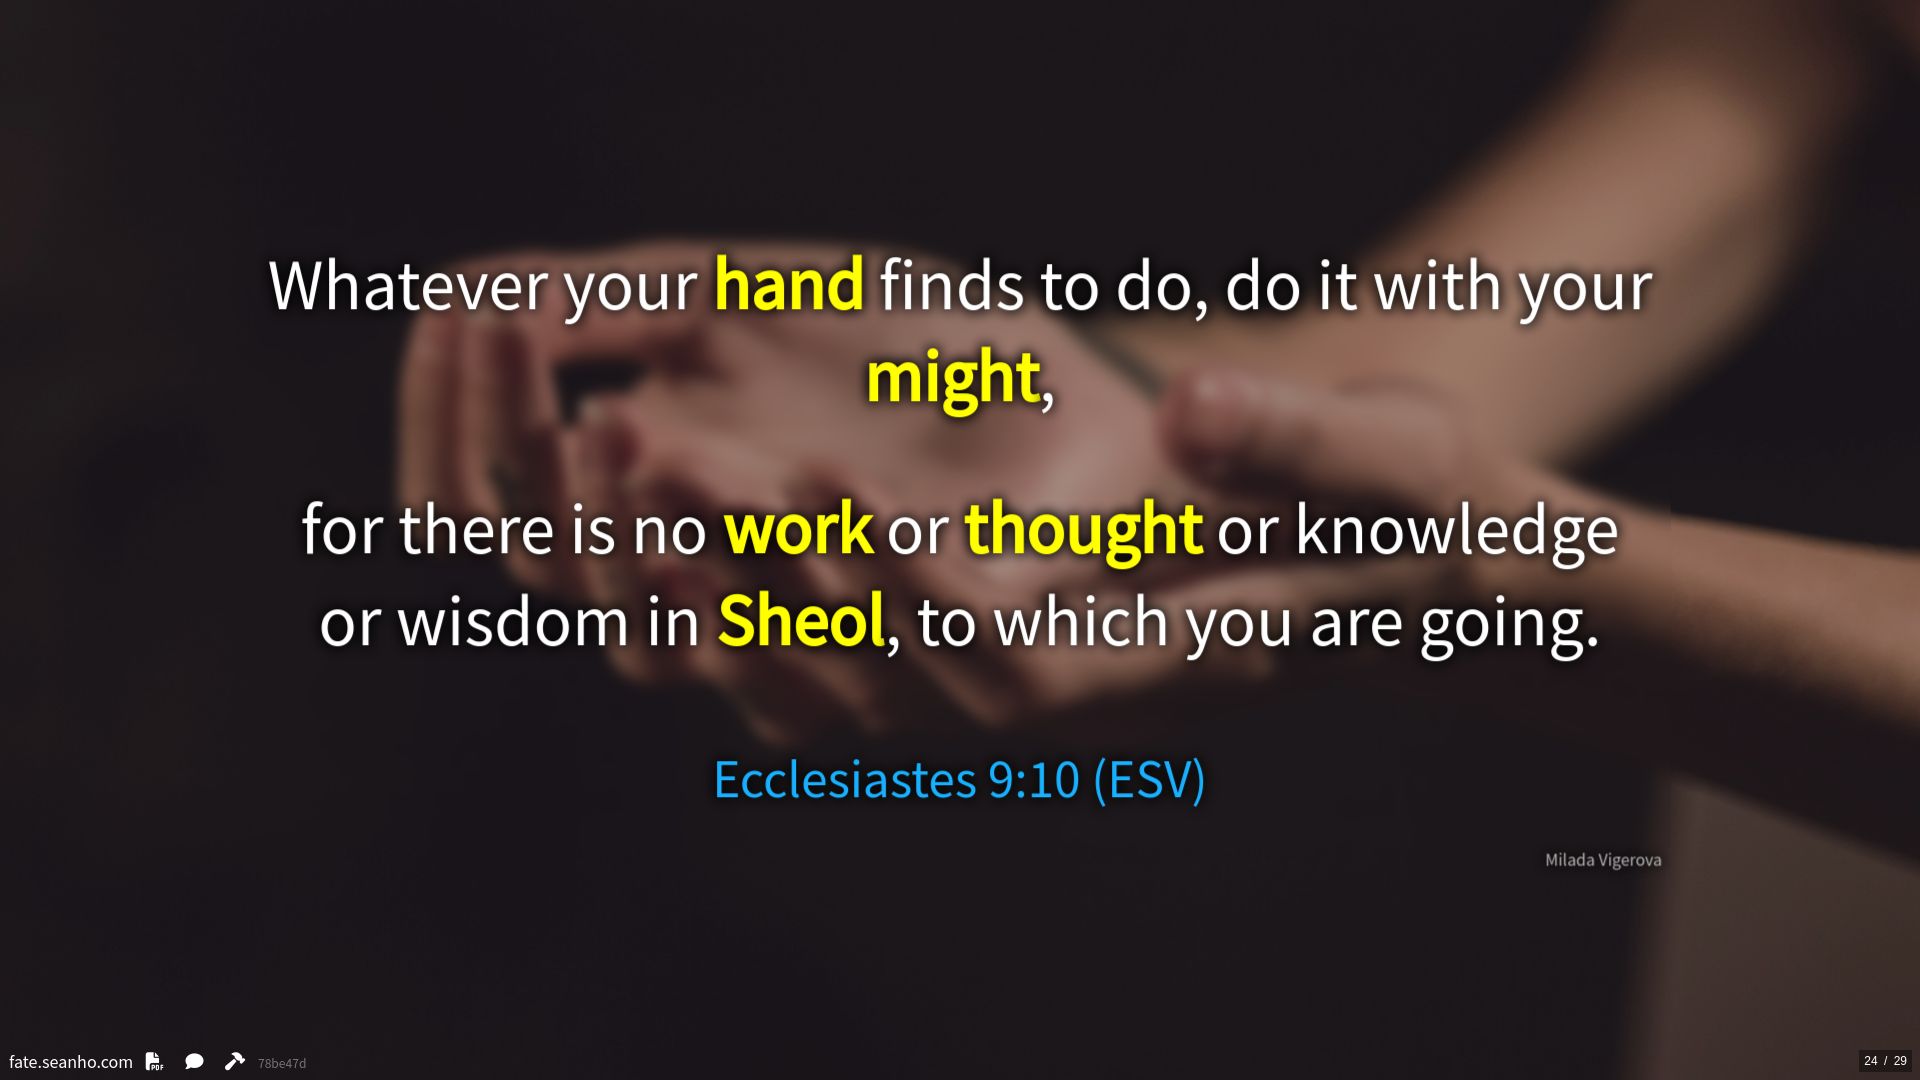 Whatever your hand finds to do, do it with your
might,
for there is no work or thought or knowledge
or wisdom in Sheol, to which you are going.
Ecclesiastes 9:10 (ESV)
Milada Vigerova
fate.seanho.com PDF 78be47d
24 / 29